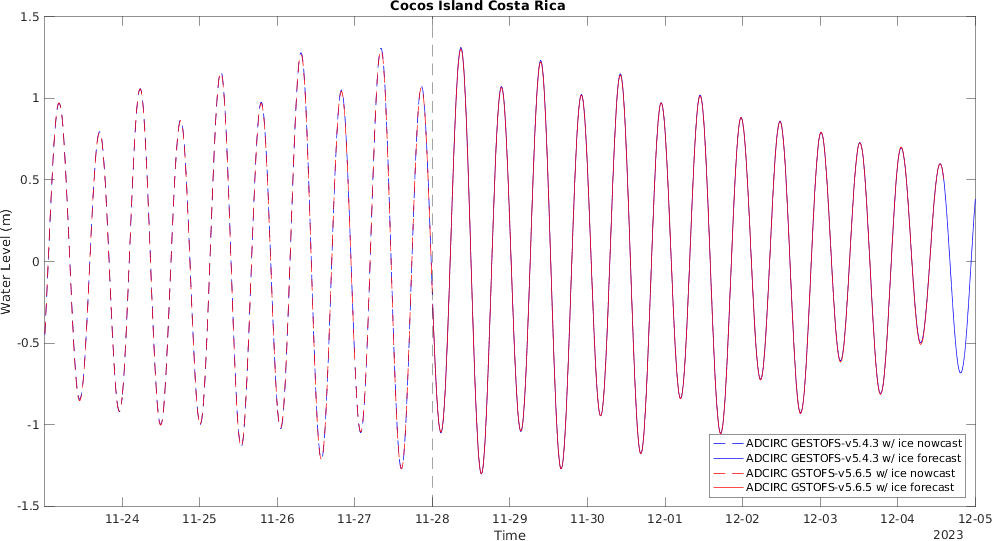 Cocos Island Costa Rica
1.5
1
0.5
0
-0.5
-1
-1.5
Water Level (m)
ADCIRC GESTOFS-v5.4.3 w/ ice nowcast
ADCIRC GESTOFS-v5.4.3 w/ ice forecast
ADCIRC GSTOFS-v5.6.5 w/ ice nowcast
ADCIRC GSTOFS-v5.6.5 w/ ice forecast
11-24 11-25 11-26 11-27 11-28 11-29 11-30 12-01 12-02 12-03 12-04 12-05
Time
2023